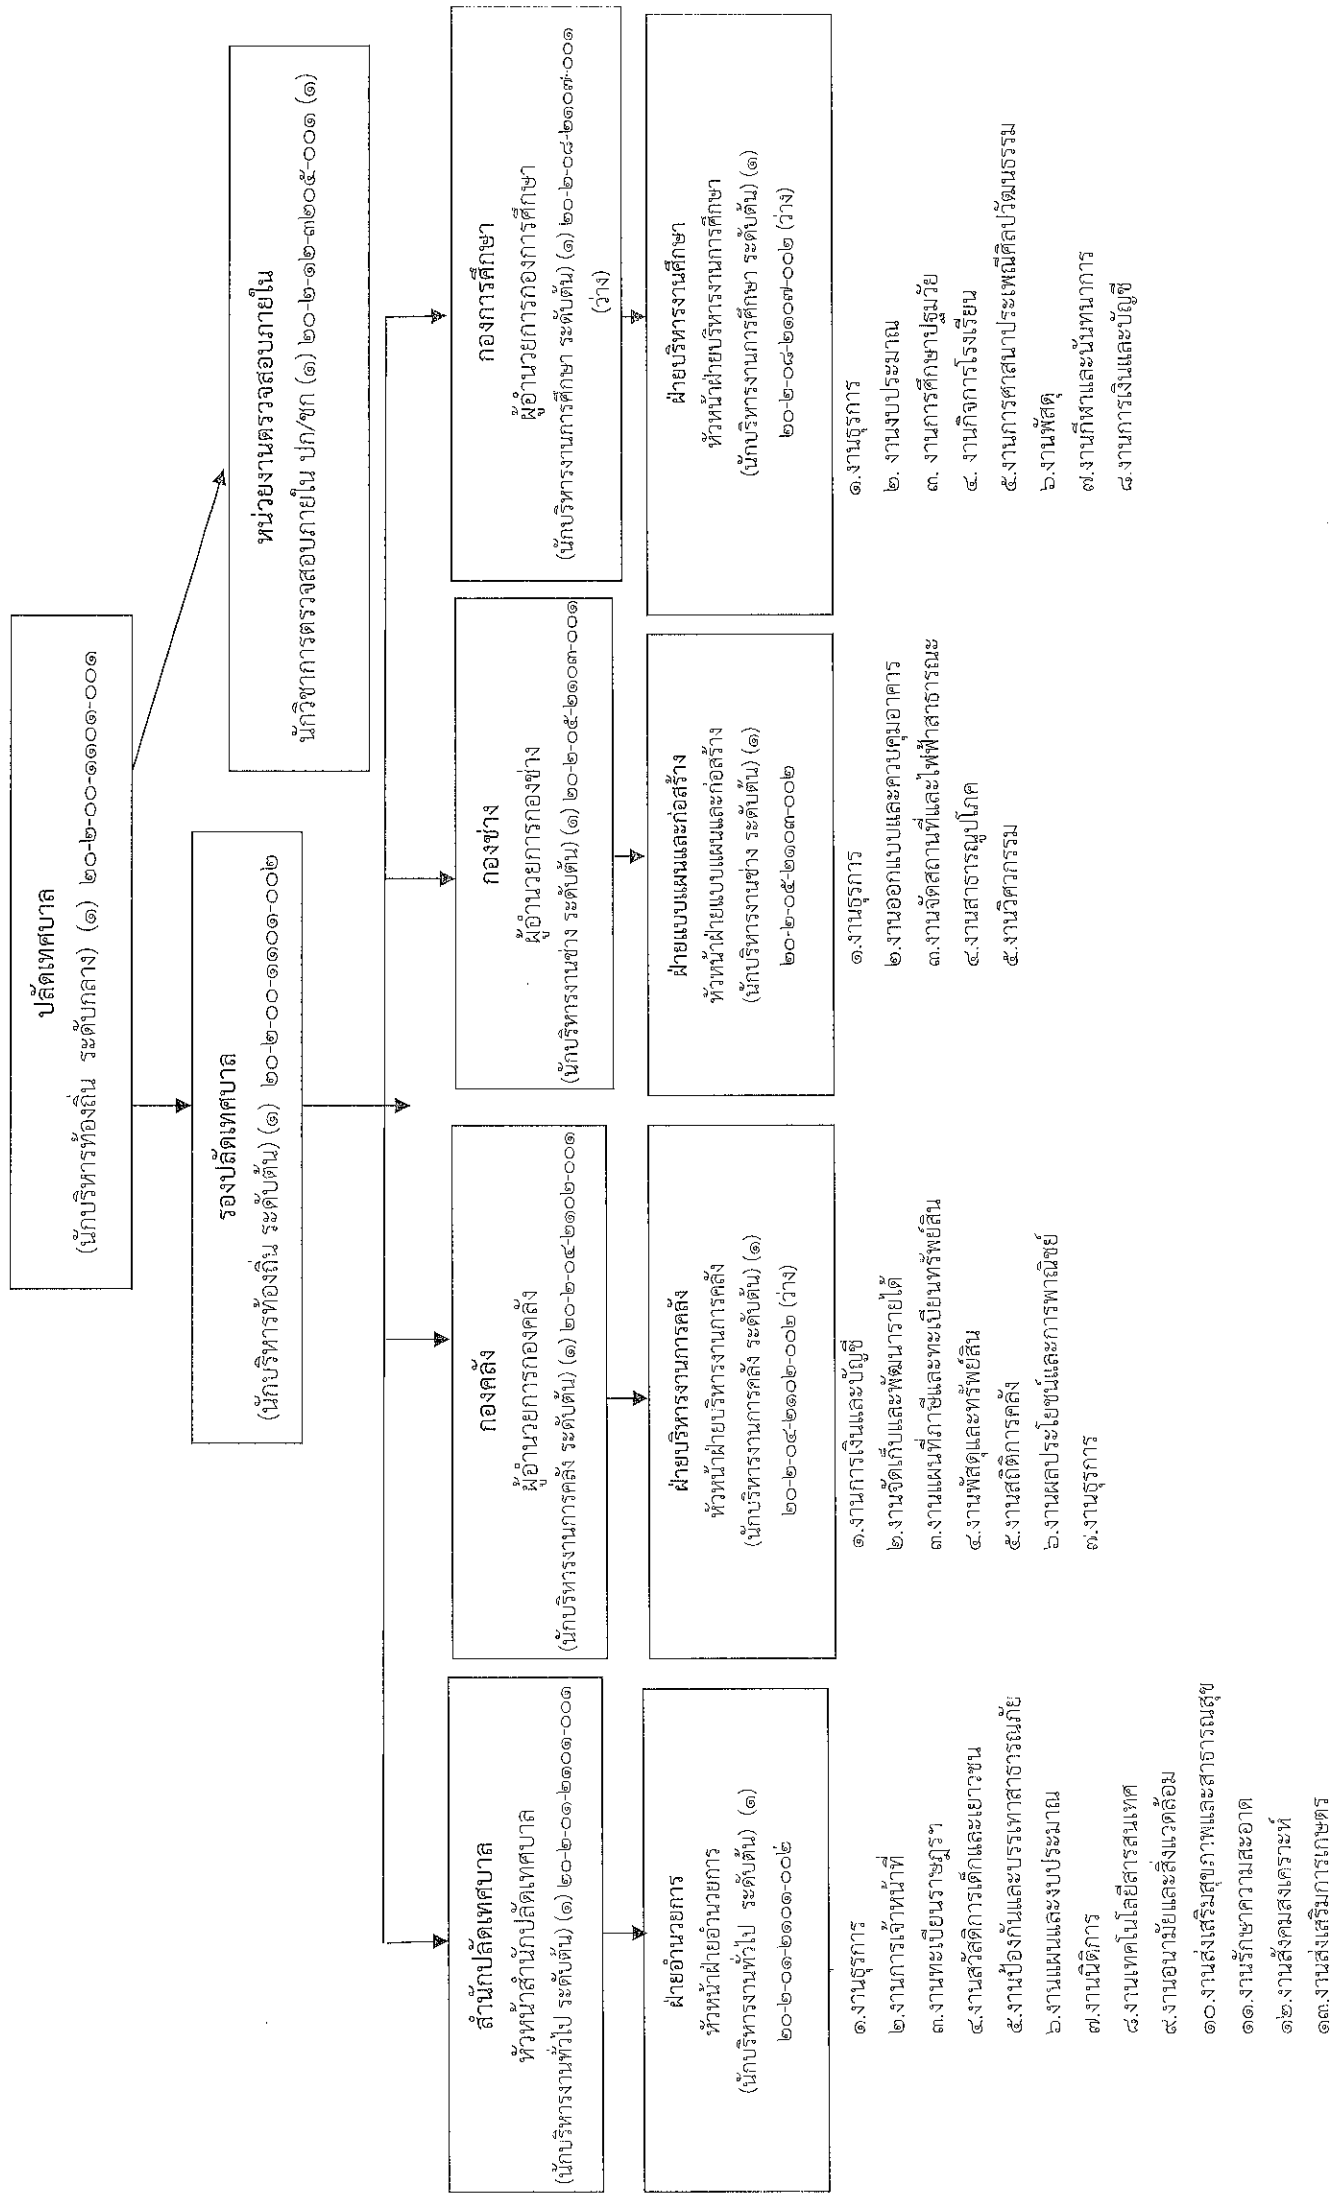 ปลัดเทศบาล
(นักบริหารท้องถิ่น ระดับกลาง) (๑) ๒๐-๒-๐๐-๑๑๐๑-๐๐๑
รองปลัดเทศบาล
(นักบริหารท้องถิ่น ระดับต้น) (๑) ๒๐-๒-๐๐-๑๑๐๑-๐๐๒
หน่วยงานตรวจสอบภายใน
นักวิชาการตรวจสอบภายใน ปก/ชก (๑) ๒๐-๒-๑๒-๓๒๐๕-๐๐๑ (๑)
สำนักปลัดเทศบาล
หัวหน้าสำนักปลัดเทศบาล
(นักบริหารงานทั่วไป ระดับต้น) (๑) ๒๐-๒-๐๑-๒๑๐๑-๐๐๑
ฝ่ายอำนวยการ
หัวหน้าฝ่ายอำนวยการ
(นักบริหารงานทั่วไป ระดับต้น) (๑)
๒๐-๒-๐๑-๒๑๐๑-๐๐๒
๑.งานธุรการ
๒.งานการเจ้าหน้าที่
๓.งานทะเบียนราษฎรฯ
๔.งานสวัสดิการเด็กและเยาวชน
๕.งานป้องกันและบรรเทาสาธารณภัย
๖.งานแผนและงบประมาณ
๗.งานนิติการ
๘.งานเทคโนโลยีสารสนเทศ
๙.งานอนามัยและสิ่งแวดล้อม
๑๐.งานส่งเสริมสุขภาพและสาธารณสุข
๑๑.งานรักษาความสะอาด
๑๒.งานสังคมสงเคราะห์
๑๓.งานส่งเสริมการเกษตร
กองคลัง
ผู้อำนวยการกองคลัง
(นักบริหารงานการคลัง ระดับต้น) (๑) ๒๐-๒-๐๔-๒๑๐๒-๐๐๑
ฝ่ายบริหารงานการคลัง
หัวหน้าฝ่ายบริหารงานการคลัง
(นักบริหารงานการคลัง ระดับต้น) (๑)
๒๐-๒-๐๔-๒๑๐๒-๐๐๒ (ว่าง)
๑.งานการเงินและบัญชี
๒.งานจัดเก็บและพัฒนารายได้
๓.งานแผนที่ภาษีและทะเบียนทรัพย์สิน
๔.งานพัสดุและทรัพย์สิน
๕.งานสถิติการคลัง
๖.งานผลประโยชน์และการพาณิชย์
๗.งานธุรการ
กองช่าง
ผู้อำนวยการกองช่าง
(นักบริหารงานช่าง ระดับต้น) (๑) ๒๐-๒-๐๕-๒๑๐๓-๐๐๑
ฝ่ายแบบแผนและก่อสร้าง
หัวหน้าฝ่ายแบบแผนและก่อสร้าง
(นักบริหารงานช่าง ระดับต้น) (๑)
๒๐-๒-๐๕-๒๑๐๓-๐๐๒
๑.งานธุรการ
๒.งานออกแบบและควบคุมอาคาร
๓.งานจัดสถานที่และไฟฟ้าสาธารณะ
๔.งานสาธารณูปโภค
๕.งานวิศวกรรม
กองการศึกษา
ผู้อำนวยการกองการศึกษา
(นักบริหารงานการศึกษา ระดับต้น) (๑) ๒๐-๒-๐๘-๒๑๐๗-๐๐๑
(ว่าง)
ฝ่ายบริหารงานศึกษา
หัวหน้าฝ่ายบริหารงานการศึกษา
(นักบริหารงานการศึกษา ระดับต้น) (๑)
๒๐-๒-๐๘-๒๑๐๗-๐๐๒ (ว่าง)
๑.งานธุรการ
๒. งานงบประมาณ
๓. งานการศึกษาปฐมวัย
๔. งานกิจการโรงเรียน
๕.งานการศาสนาประเพณีศิลปวัฒนธรรม
๖.งานพัสดุ
๗.งานกีฬาและนันทนาการ
๘.งานการเงินและบัญชี